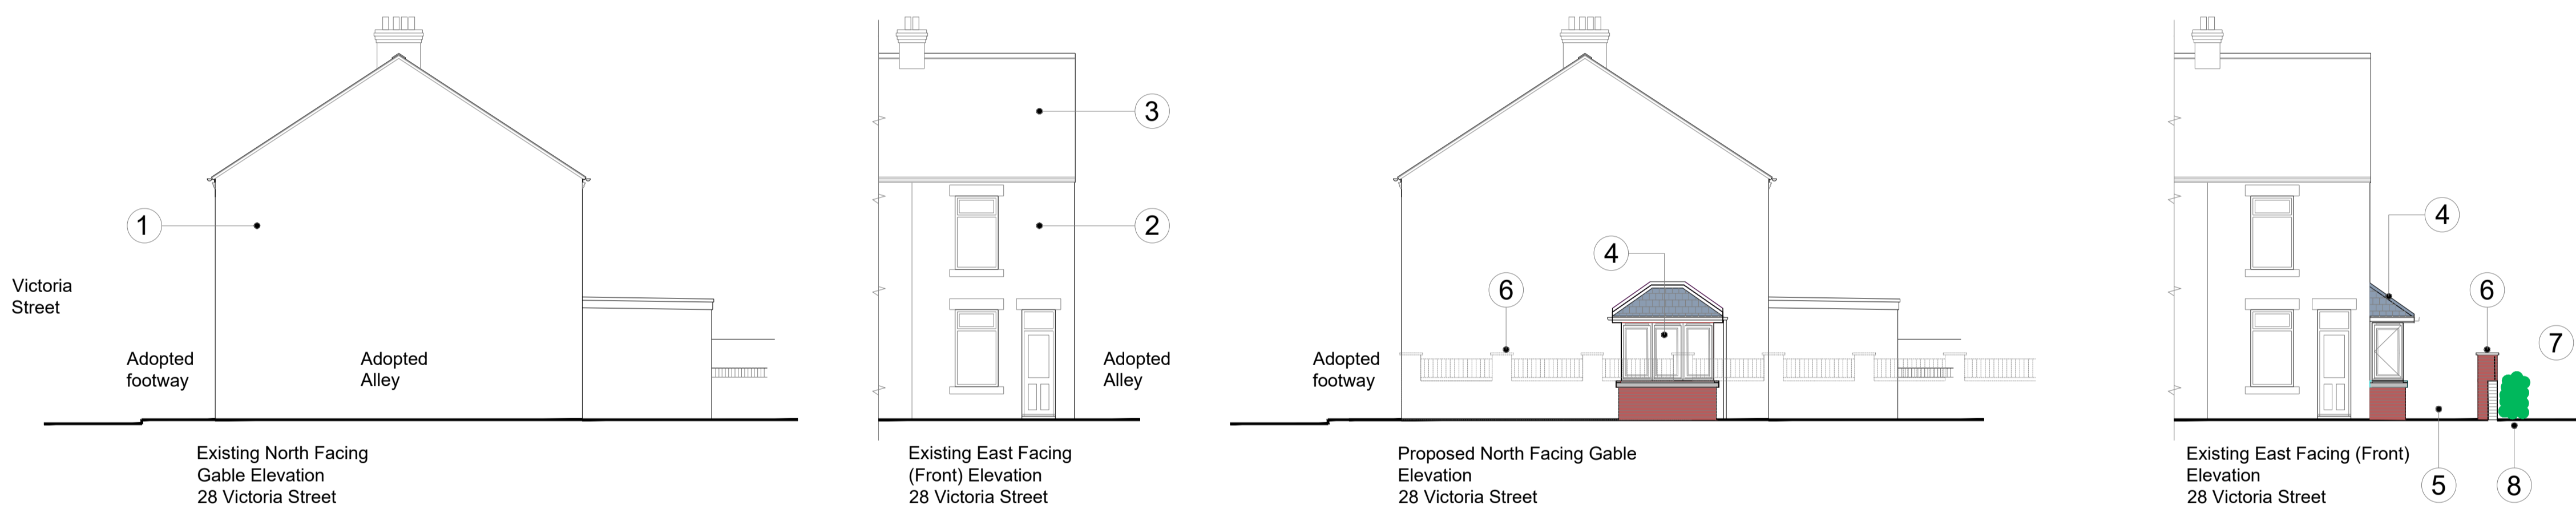 Victoria
Street
1
Adopted
footway
Adopted
Alley
Existing North Facing
Gable Elevation
28 Victoria Street
3
2
Adopted
Alley
Existing East Facing
(Front) Elevation
28 Victoria Street
4
6
Adopted
footway
Proposed North Facing Gable
Elevation
28 Victoria Street
4
6
7
Existing East Facing (Front)
Elevation
28 Victoria Street
5
8